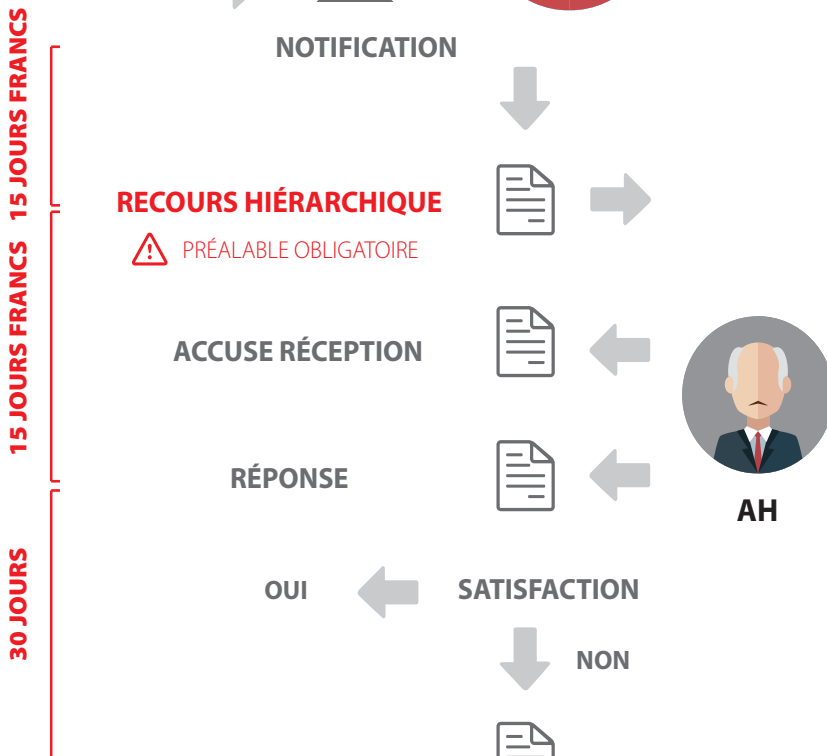 15 JOURS FRANCS
NOTIFICATION
RECOURS HIÉRARCHIQUE
PRÉALABLE OBLIGATOIRE
15 JOURS FRANCS
ACCUSE RÉCEPTION
RÉPONSE
AH
30 JOURS
OUI
SATISFACTION
NON